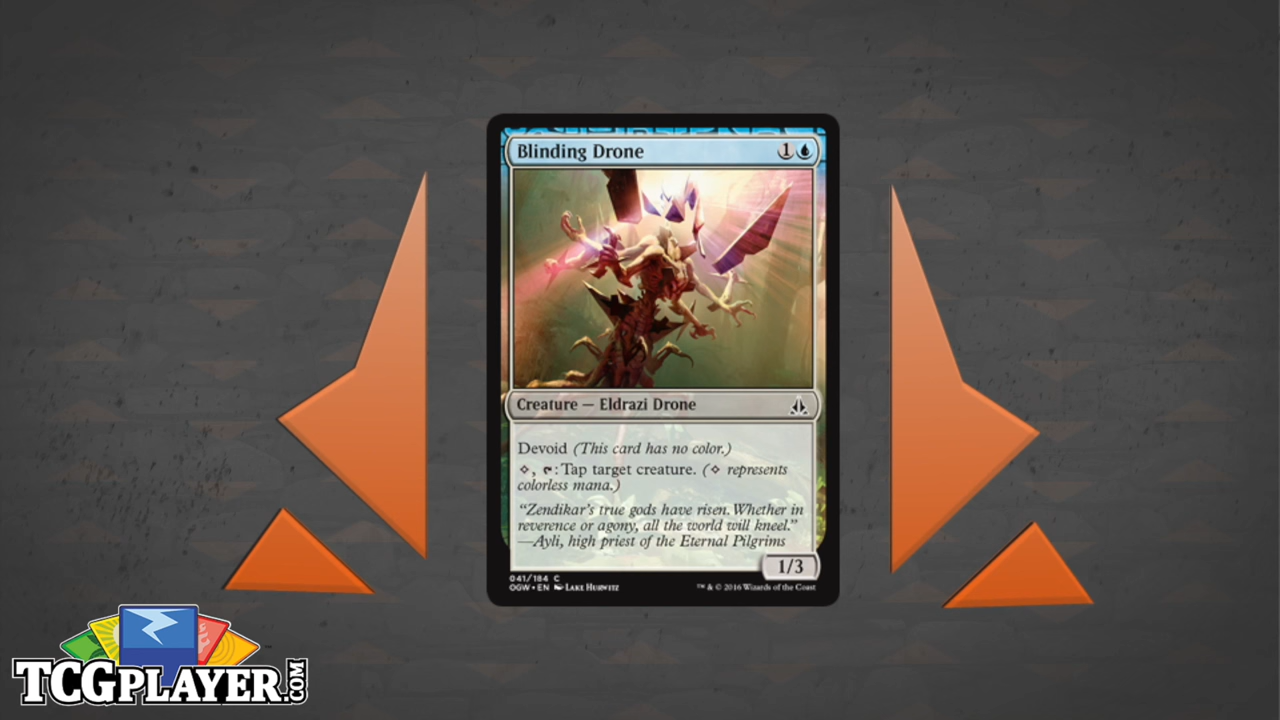 Blinding Drone 1
Creature — Eldrazi Drone
Devoid (This card has no color.)
, : Tap target creature. ( represents
colorless mana.)
“Zendikar’s true gods have risen. Whether in
reverence or agony, all the world will kneel.”
—Ayli, high priest of the Eternal Pilgrims
1/3
041/184 C
OGW • EN Lake Hurwitz
™ & © 2016 Wizards of the Coast
TCGPLAYER.COM